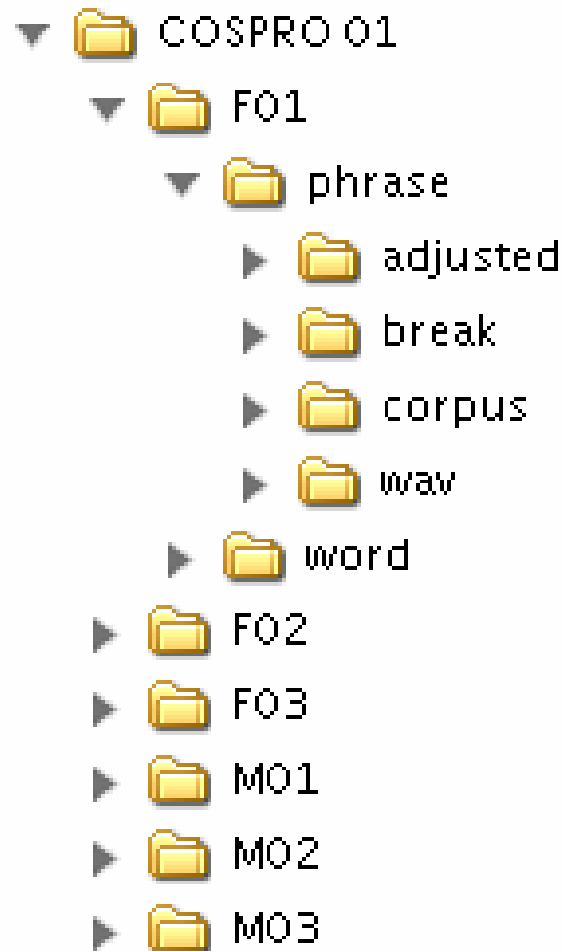 COSPRO 01
F01
phrase
adjusted
break
corpus
wav
word
F02
F03
M01
M02
M03